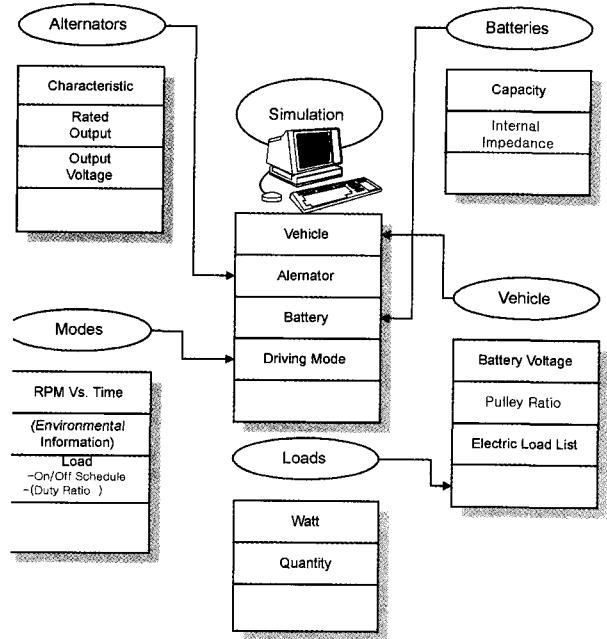 Alternators
Characteristic
Rated
Output
Output
Voltage
Simulation
Batteries
Capacity
Internal
Impedance
Vehicle
Alernator
Battery
Driving Mode
Modes
RPM Vs. Time
(Environmental
Information)
Load
-On/Off Schedule
-(Duty Ratio )
Vehicle
Battery Voltage
Pulley Ratio
Electric Load List
Loads
Watt
Quantity